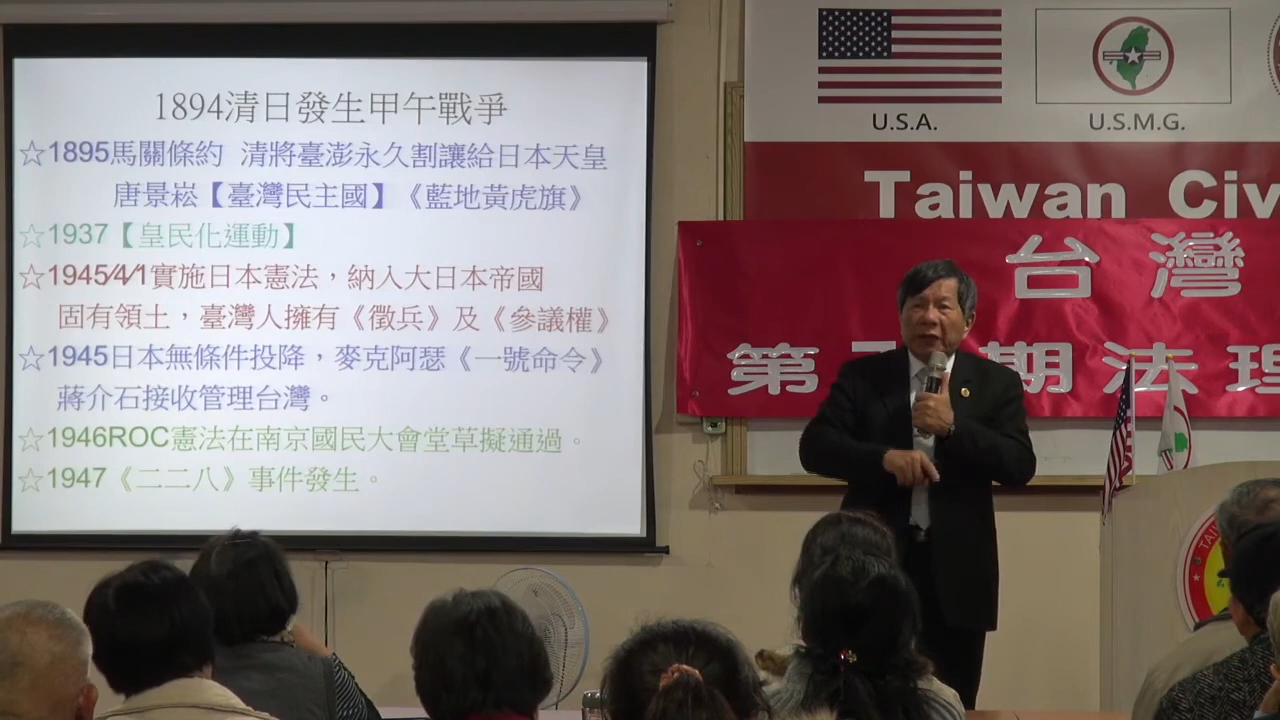 1894清日發生甲午戰爭
☆1895馬關條約 清將臺澎永久割讓給日本天皇
唐景崧【臺灣民主國】《藍地黃虎旗》
☆1937【皇民化運動】
☆1945/4/1實施日本憲法，納入大日本帝國
固有領土，臺灣人擁有《徵兵》及《參議權》
☆1945日本無條件投降，麥克阿瑟《一號命令》
蔣介石接收管理台灣。
☆1946ROC憲法在南京國民大會堂草擬通過。
☆1947《二二八》事件發生。
U.S.A.
U.S.M.G.
Taiwan Civ
台灣
第 期法理
TAIW